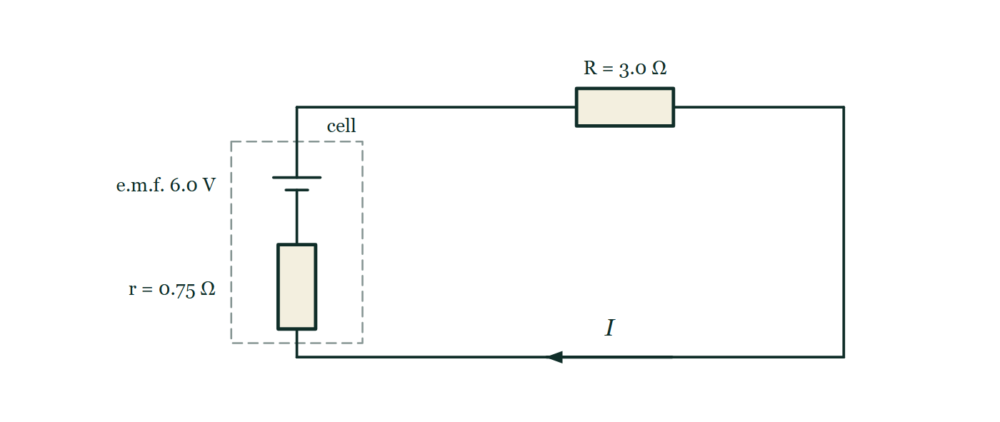 R = 3.0 Ω
cell
e.m.f. 6.0 V
r = 0.75 Ω
I